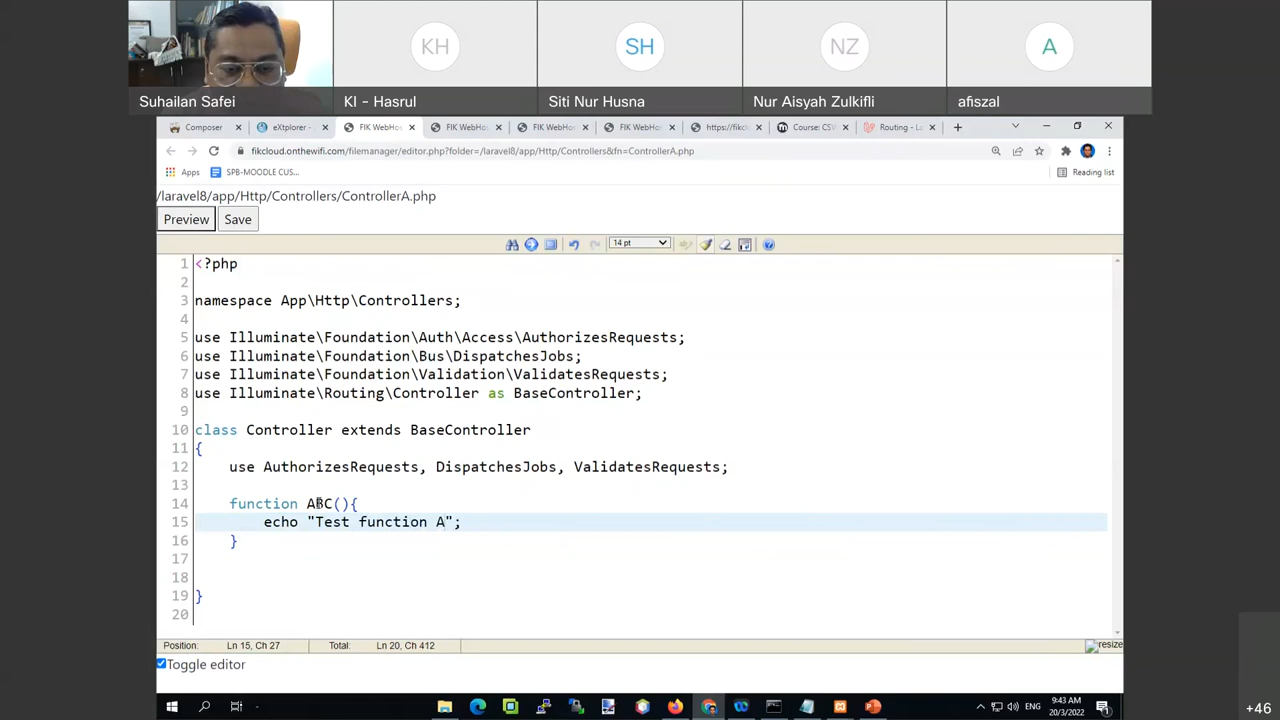 KH
SH
NZ
A
Suhailan Safei
KI - Hasrul
Siti Nur Husna
Nur Aisyah Zulkifli
afiszal
Composer
eXtplorer -
FIK WebHos
FIK WebHos
FIK WebHos
FIK WebHos
https://fikclo
Course: CSW
Routing - La
fikcloud.onthewifi.com/filemanager/editor.php?folder=/laravel8/app/Http/Controllers&fn=ControllerA.php
Apps
SPB-MOODLE CUS...
Reading list
/laravel8/app/Http/Controllers/ControllerA.php
Preview
Save
14 pt
1 <?php
2
3 namespace App\Http\Controllers;
4
5 use Illuminate\Foundation\Auth\Access\AuthorizesRequests;
6 use Illuminate\Foundation\Bus\DispatchesJobs;
7 use Illuminate\Foundation\Validation\ValidatesRequests;
8 use Illuminate\Routing\Controller as BaseController;
9
10 class Controller extends BaseController
11 {
12 use AuthorizesRequests, DispatchesJobs, ValidatesRequests;
13
14 function ABC(){
15 echo "Test function A";
16 }
17
18
19 }
20
Position: Ln 15, Ch 27 Total: Ln 20, Ch 412
resize
Toggle editor
ENG
9:43 AM
20/3/2022
+46